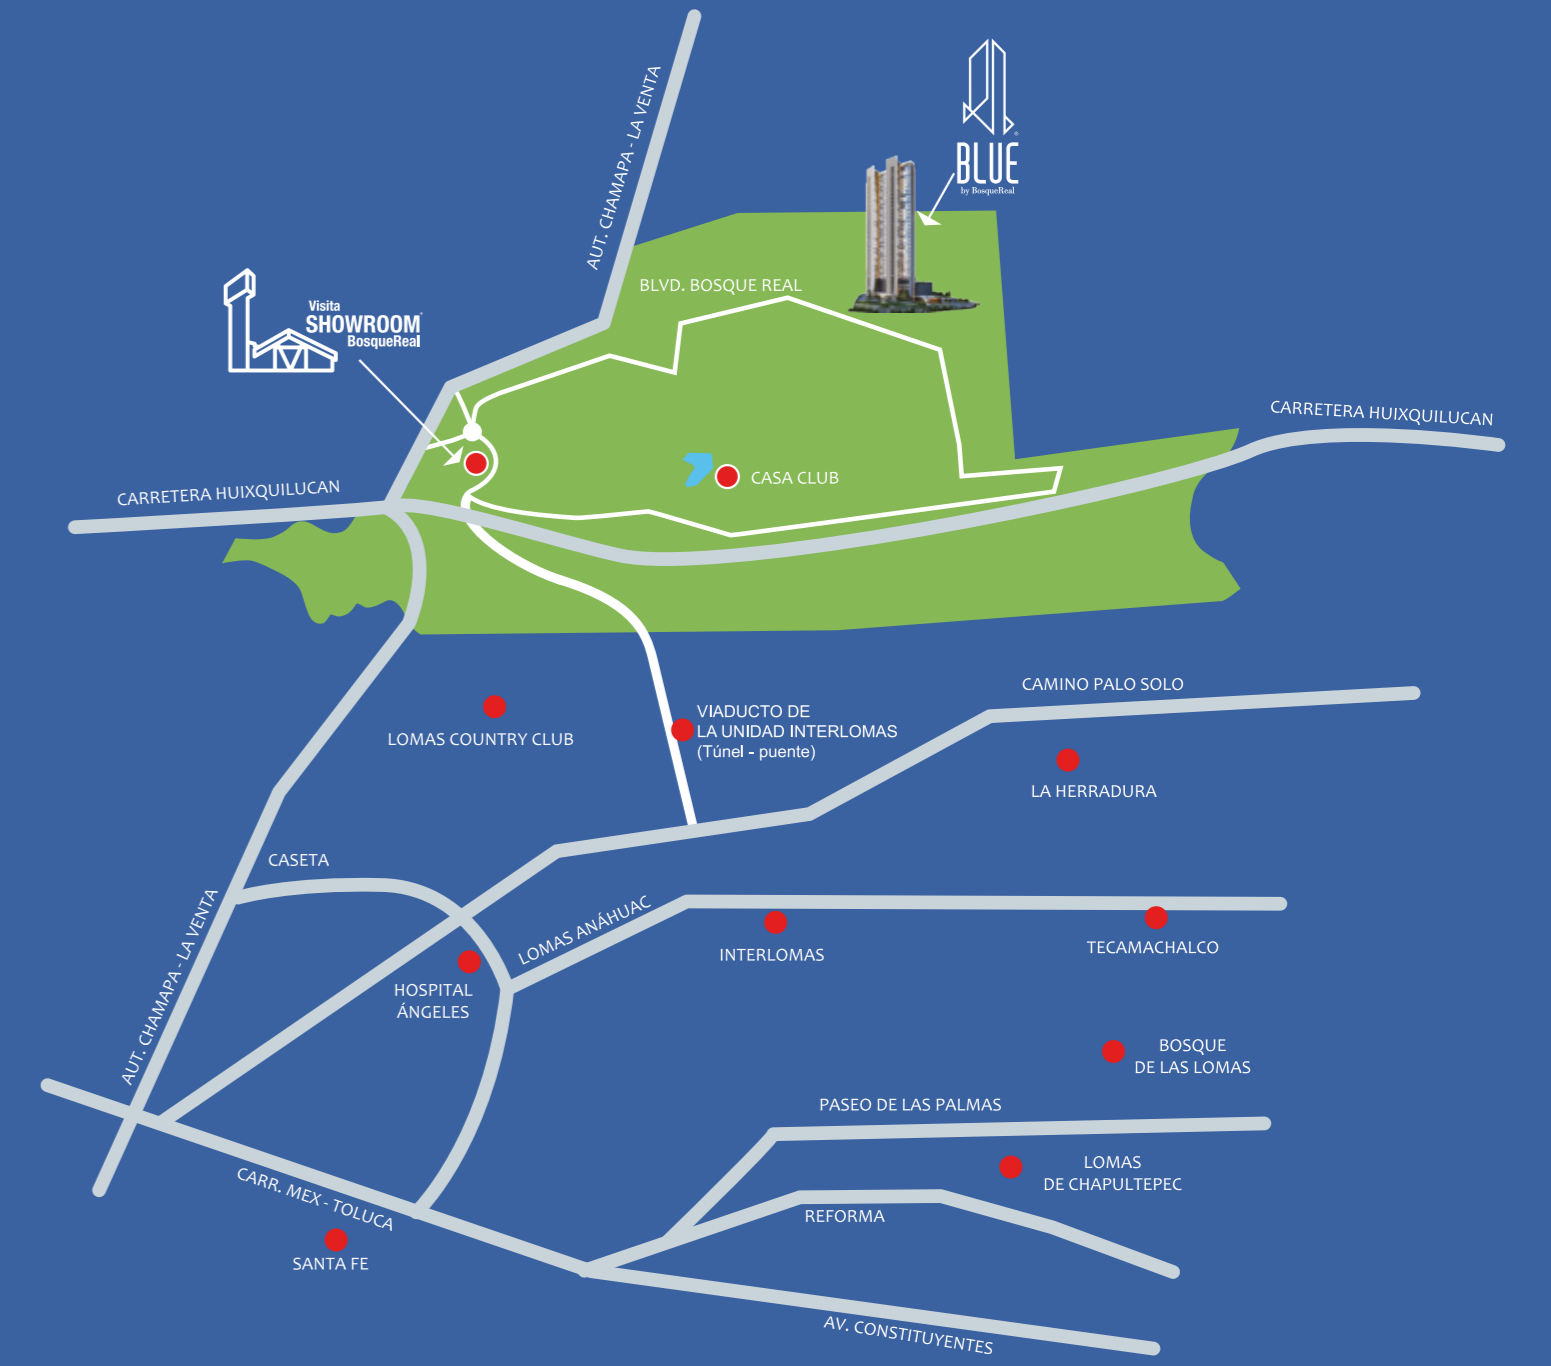 AUT. CHAMAPA - LA VENTA
BLUE
by BosqueReal
BLVD. BOSQUE REAL
Visita
SHOWROOM
BosqueReal
CARRETERA HUIXQUILUCAN
CASA CLUB
CARRETERA HUIXQUILUCAN
CAMINO PALO SOLO
VIADUCTO DE
LA UNIDAD INTERLOMAS
(Túnel - puente)
LOMAS COUNTRY CLUB
LA HERRADURA
CASETA
AUT. CHAMAPA - LA VENTA
LOMAS ANÁHUAC
INTERLOMAS
TECAMACHALCO
HOSPITAL
ÁNGELES
BOSQUE
DE LAS LOMAS
PASEO DE LAS PALMAS
LOMAS
DE CHAPULTEPEC
CARR. MEX - TOLUCA
REFORMA
SANTA FE
AV. CONSTITUYENTES